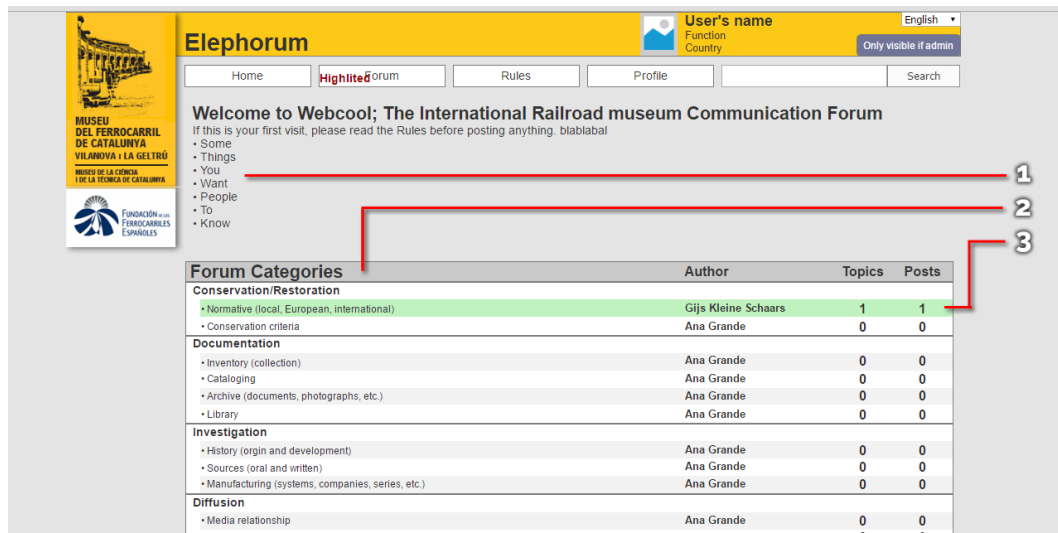 Elephorum
User's name
Function
Country
English
Only visible if admin
Home
Highlited orum
Rules
Profile
Search
MUSEU
DEL FERROCARRIL
DE CATALUNYA
VILANOVA I LA GELTRÚ
MUSEU DE LA CIÈNCIA
I DE LA TÈCNICA DE CATALUNYA
FUNDACIÓN DE LOS
FERROCARRILES
ESPAÑOLES
Welcome to Webcool; The International Railroad museum Communication Forum
If this is your first visit, please read the Rules before posting anything. blablabal
• Some
• Things
• You
• Want
• People
• To
• Know
1
2
3
Forum Categories Author Topics Posts
Conservation/Restoration
• Normative (local, European, international) Gijs Kleine Schaars 1 1
• Conservation criteria Ana Grande 0 0
Documentation
• Inventory (collection) Ana Grande 0 0
• Cataloging Ana Grande 0 0
• Archive (documents, photographs, etc.) Ana Grande 0 0
• Library Ana Grande 0 0
Investigation
• History (orgin and development) Ana Grande 0 0
• Sources (oral and written) Ana Grande 0 0
• Manufacturing (systems, companies, series, etc.) Ana Grande 0 0
Diffusion
• Media relationship Ana Grande 0 0